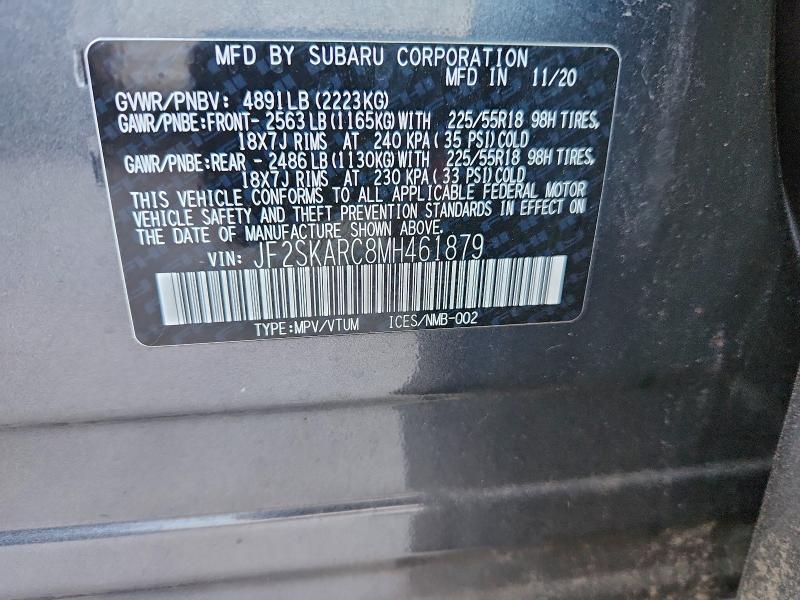 MFD BY SUBARU CORPORATION
MFD IN 11/20
GVWR/PNBV: 4891LB (2223KG)
GAWR/PNBE:FRONT- 2563LB (1165KG)WITH 225/55R18 98H TIRES,
18X7J RIMS AT 240 KPA (35 PSI)COLD
GAWR/PNBE:REAR - 2486LB (1130KG)WITH 225/55R18 98H TIRES,
18X7J RIMS AT 230 KPA (33 PSI)COLD
THIS VEHICLE CONFORMS TO ALL APPLICABLE FEDERAL MOTOR
VEHICLE SAFETY AND THEFT PREVENTION STANDARDS IN EFFECT ON
THE DATE OF MANUFACTURE SHOWN ABOVE.
VIN: JF2SKARC8MH461879
TYPE:MPV/VTUM ICES/NMB-002